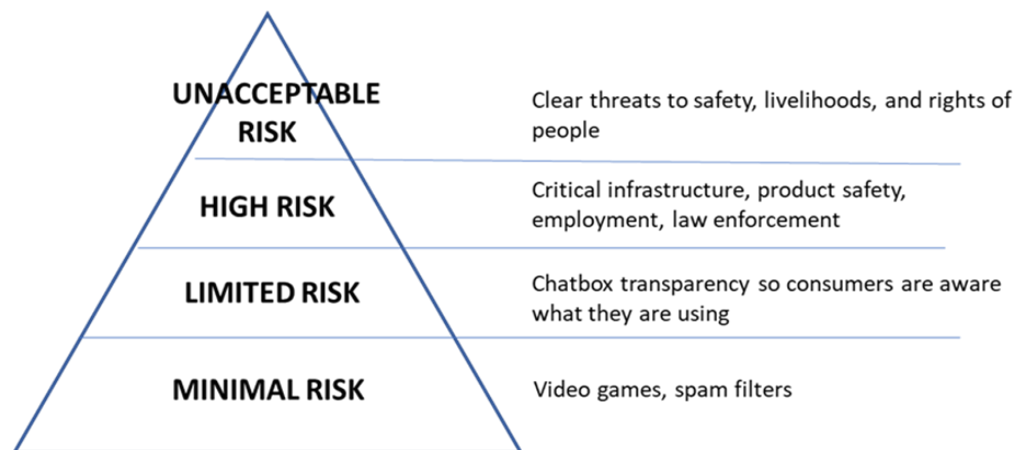 UNACCEPTABLE
RISK
Clear threats to safety, livelihoods, and rights of
people
HIGH RISK
Critical infrastructure, product safety,
employment, law enforcement
LIMITED RISK
Chatbox transparency so consumers are aware
what they are using
MINIMAL RISK
Video games, spam filters